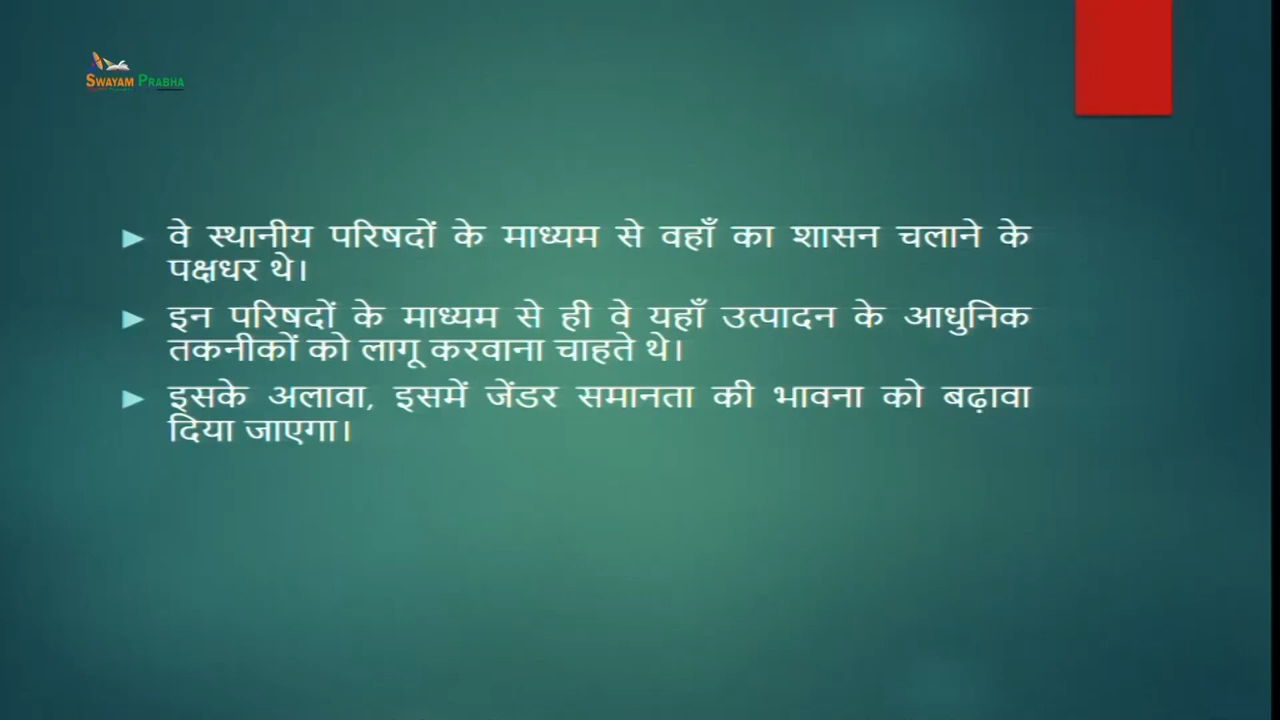 SWAYAM PRABHA
वे स्थानीय परिषदों के माध्यम से वहाँ का शासन चलाने के
पक्षधर थे।
इन परिषदों के माध्यम से ही वे यहाँ उत्पादन के आधुनिक
तकनीकों को लागू करवाना चाहते थे।
इसके अलावा, इसमें जेंडर समानता की भावना को बढ़ावा
दिया जाएगा।